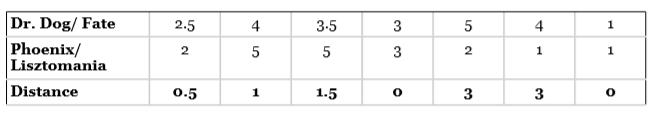 Dr. Dog/ Fate 2.5 4 3.5 3 5 4 1
Phoenix/ 2 5 5 3 2 1 1
Lisztomania
Distance 0.5 1 1.5 0 3 3 0